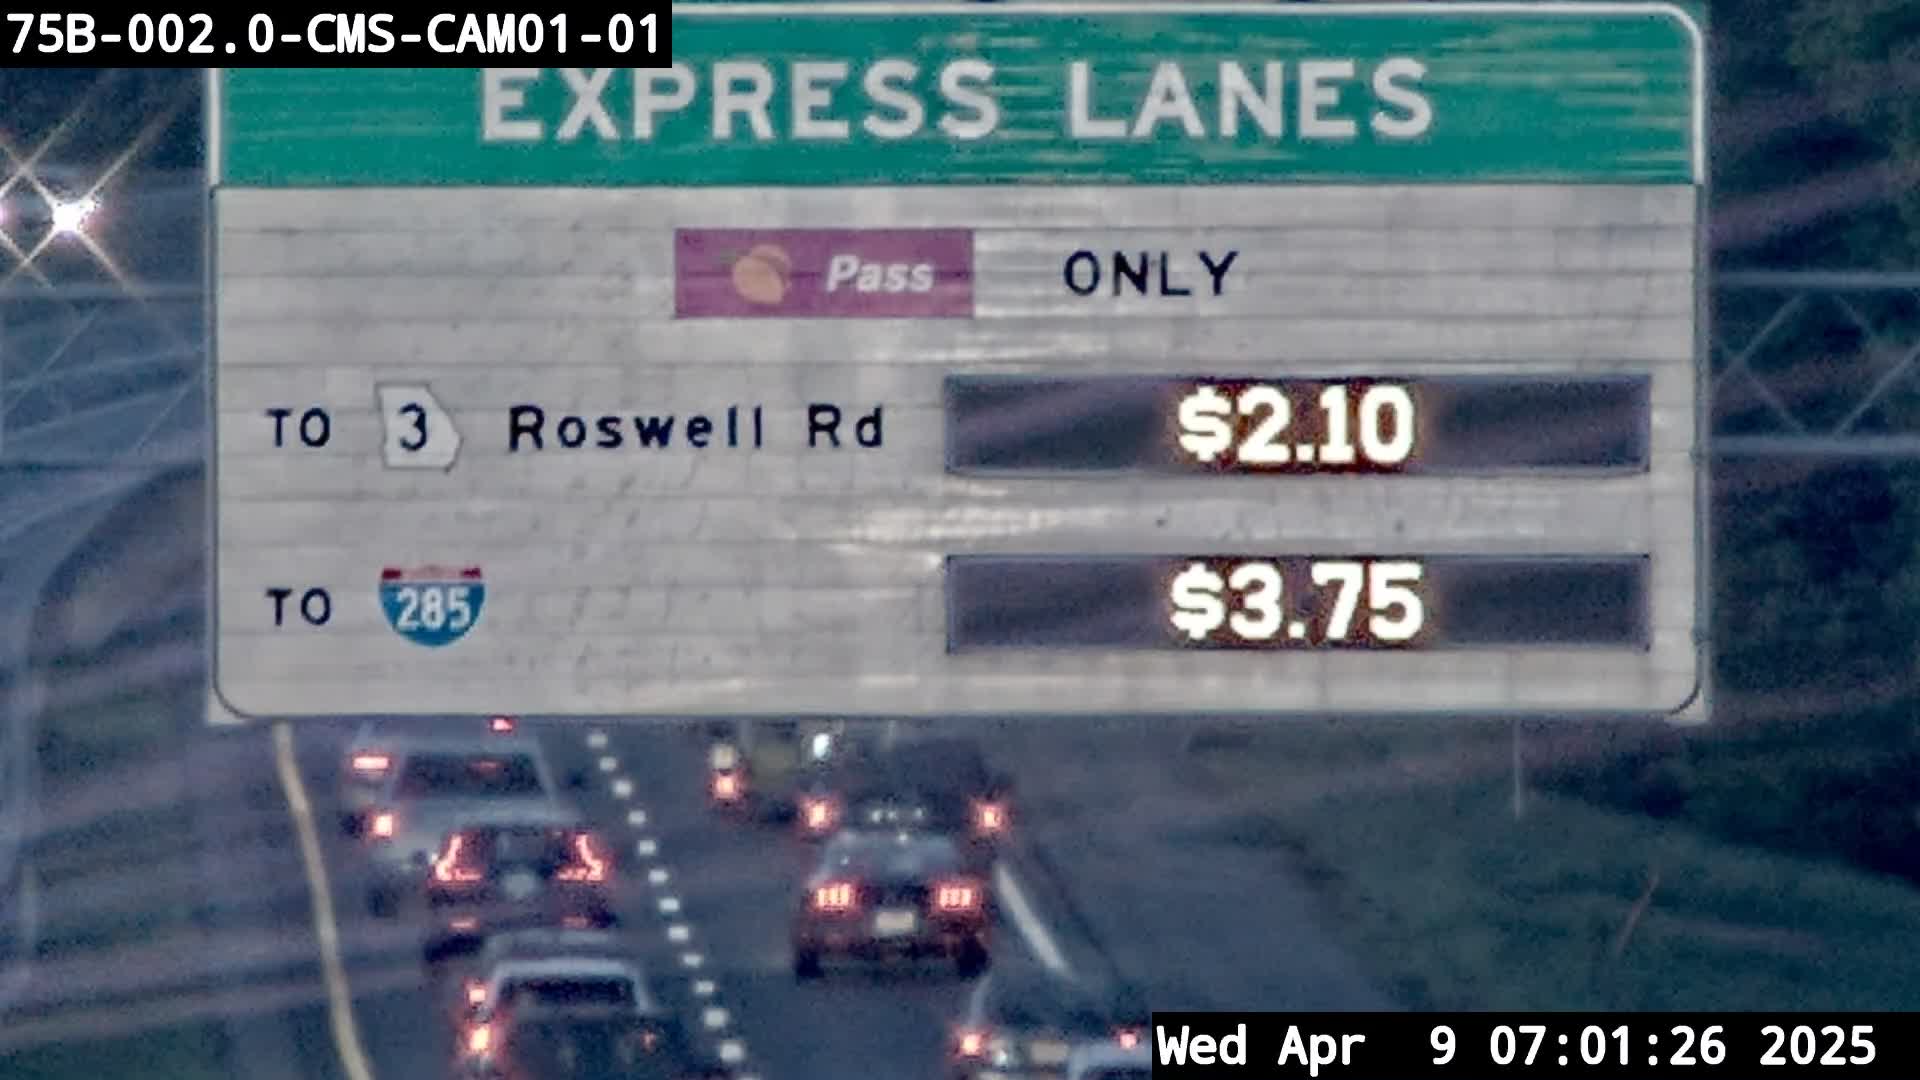 75B-002.0-CMS-CAM01-01
EXPRESS LANES
Pass ONLY
TO 3 Roswell Rd $2.10
TO 285 $3.75
Wed Apr 9 07:01:26 2025